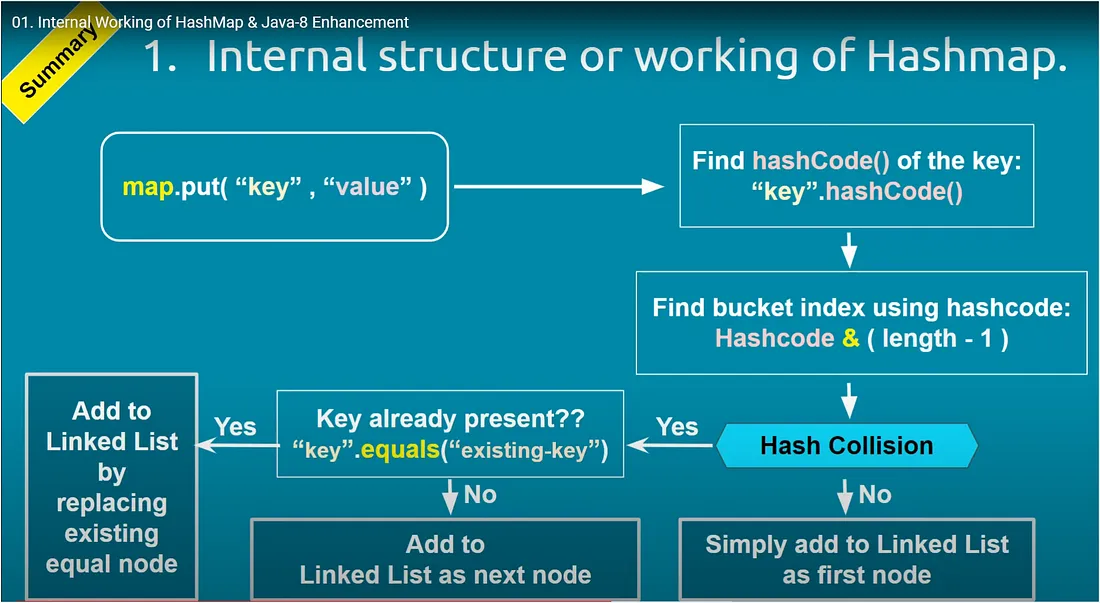 01. Internal Working of HashMap & Java-8 Enhancement
Summary
1. Internal structure or working of Hashmap.
map.put( “key” , “value” )
Find hashCode() of the key:
“key”.hashCode()
Find bucket index using hashcode:
Hashcode & ( length - 1 )
Hash Collision
Yes
Key already present??
“key”.equals(“existing-key”)
Yes
Add to
Linked List
by
replacing
existing
equal node
No
Add to
Linked List as next node
No
Simply add to Linked List
as first node